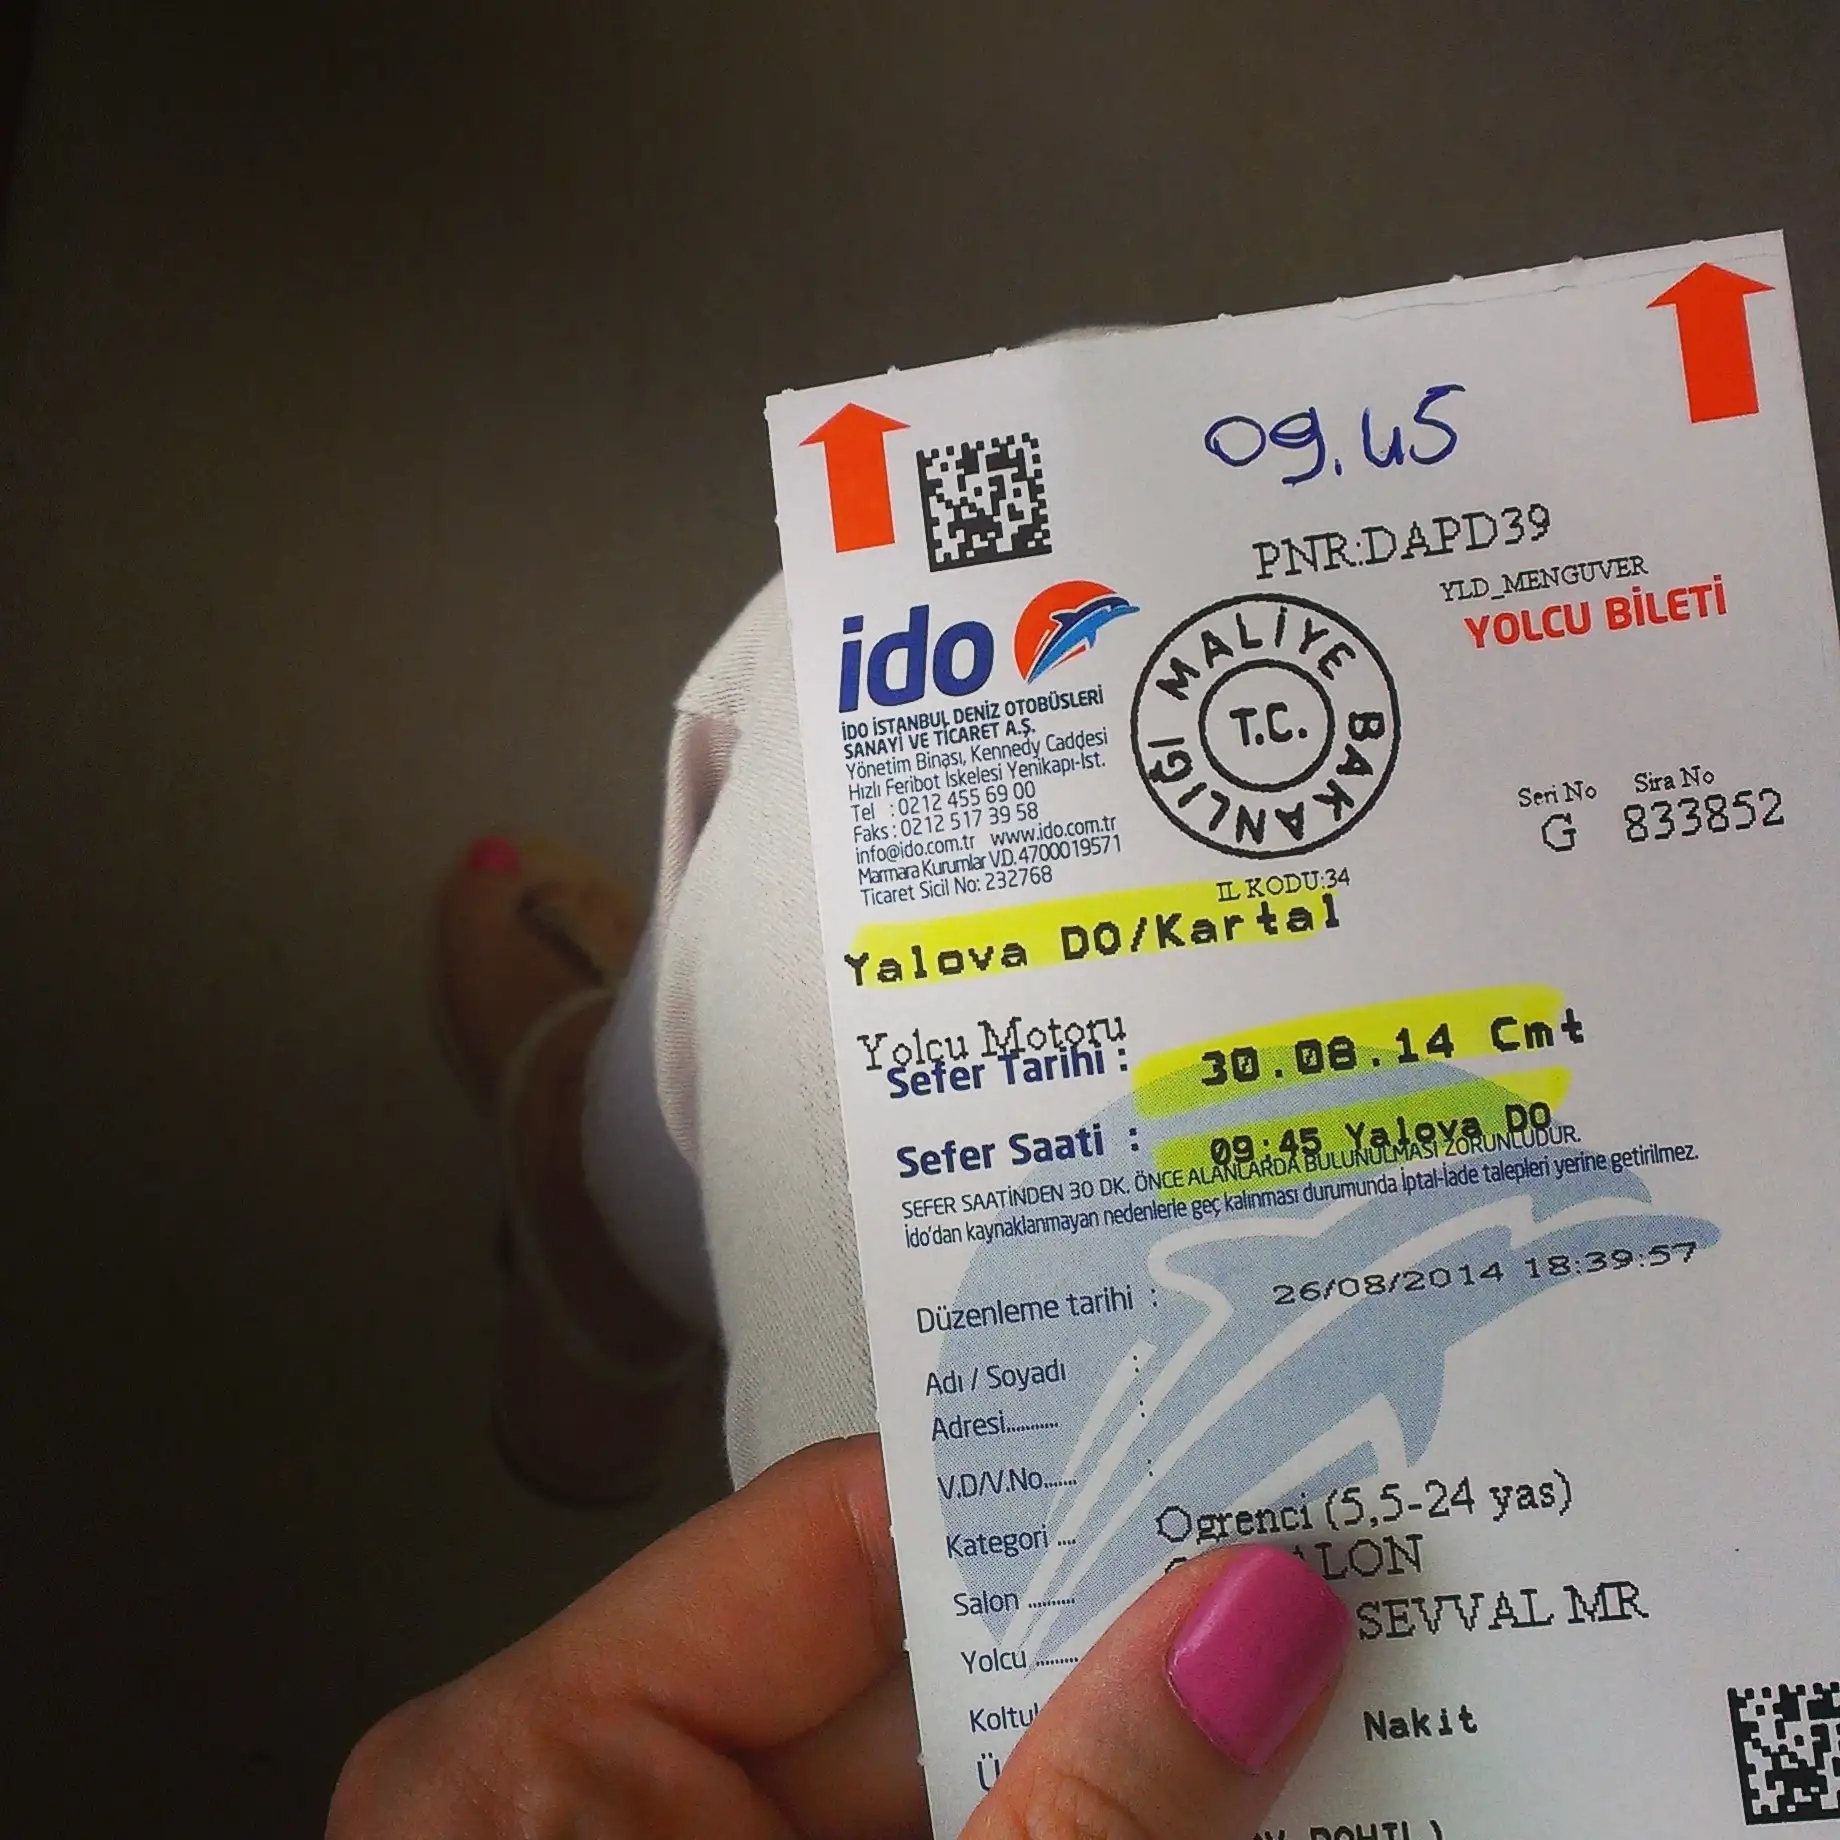 09.45
PNR:DAPD39
YLD_MENGUVER
YOLCU BİLETİ
ido
İDO İSTANBUL DENİZ OTOBÜSLERİ
SANAYİ VE TİCARET A.Ş.
Yönetim Binası, Kennedy Caddesi
Hızlı Feribot İskelesi Yenikapı-İst.
Tel : 0212 455 69 00
Faks : 0212 517 39 58
info@ido.com.tr www.ido.com.tr
Marmara Kurumlar V.D. 4700019571
Ticaret Sicil No: 232768
MALİYE BAKANLIĞI
T.C.
Seri No Sira No
G 833852
IL KODU:34
Yalova DO/Kartal
Yolcu Motoru
Sefer Tarihi : 30.08.14 Cmt
Sefer Saati : 09:45 Yalova DO
SEFER SAATİNDEN 30 DK. ÖNCE ALANLARDA BULUNULMASI ZORUNLUDUR.
İdo'dan kaynaklanmayan nedenlerle geç kalınması durumunda İptal-İade talepleri yerine getirilmez.
Düzenleme tarihi : 26/08/2014 18:39:57
Adı / Soyadı :
Adresi.......... :
V.D/V.No....... :
Kategori .... Ogrenci (5,5-24 yas)
Salon ..........
Yolcu ......... SEVVAL MR
Nakit